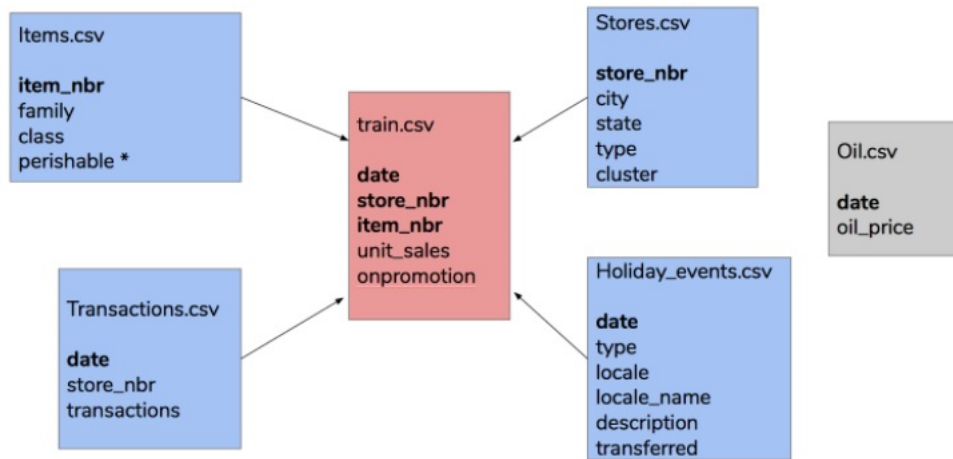 Items.csv
item_nbr
family
class
perishable *
train.csv
date
store_nbr
item_nbr
unit_sales
onpromotion
Stores.csv
store_nbr
city
state
type
cluster
Oil.csv
date
oil_price
Transactions.csv
date
store_nbr
transactions
Holiday_events.csv
date
type
locale
locale_name
description
transferred